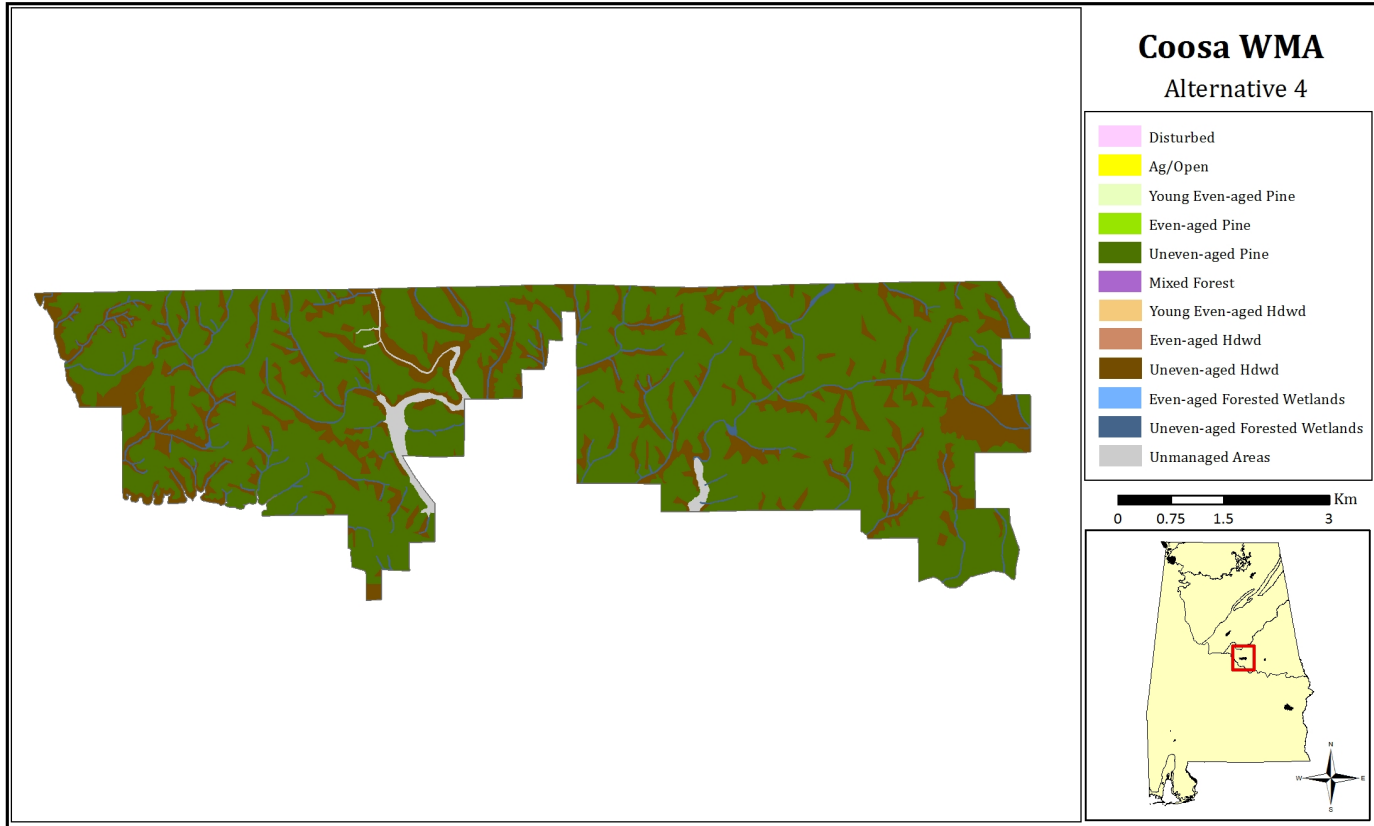 Coosa WMA
Alternative 4
Disturbed
Ag/Open
Young Even-aged Pine
Even-aged Pine
Uneven-aged Pine
Mixed Forest
Young Even-aged Hdwd
Even-aged Hdwd
Uneven-aged Hdwd
Even-aged Forested Wetlands
Uneven-aged Forested Wetlands
Unmanaged Areas
Km
0 0.75 1.5 3
N
W E
S